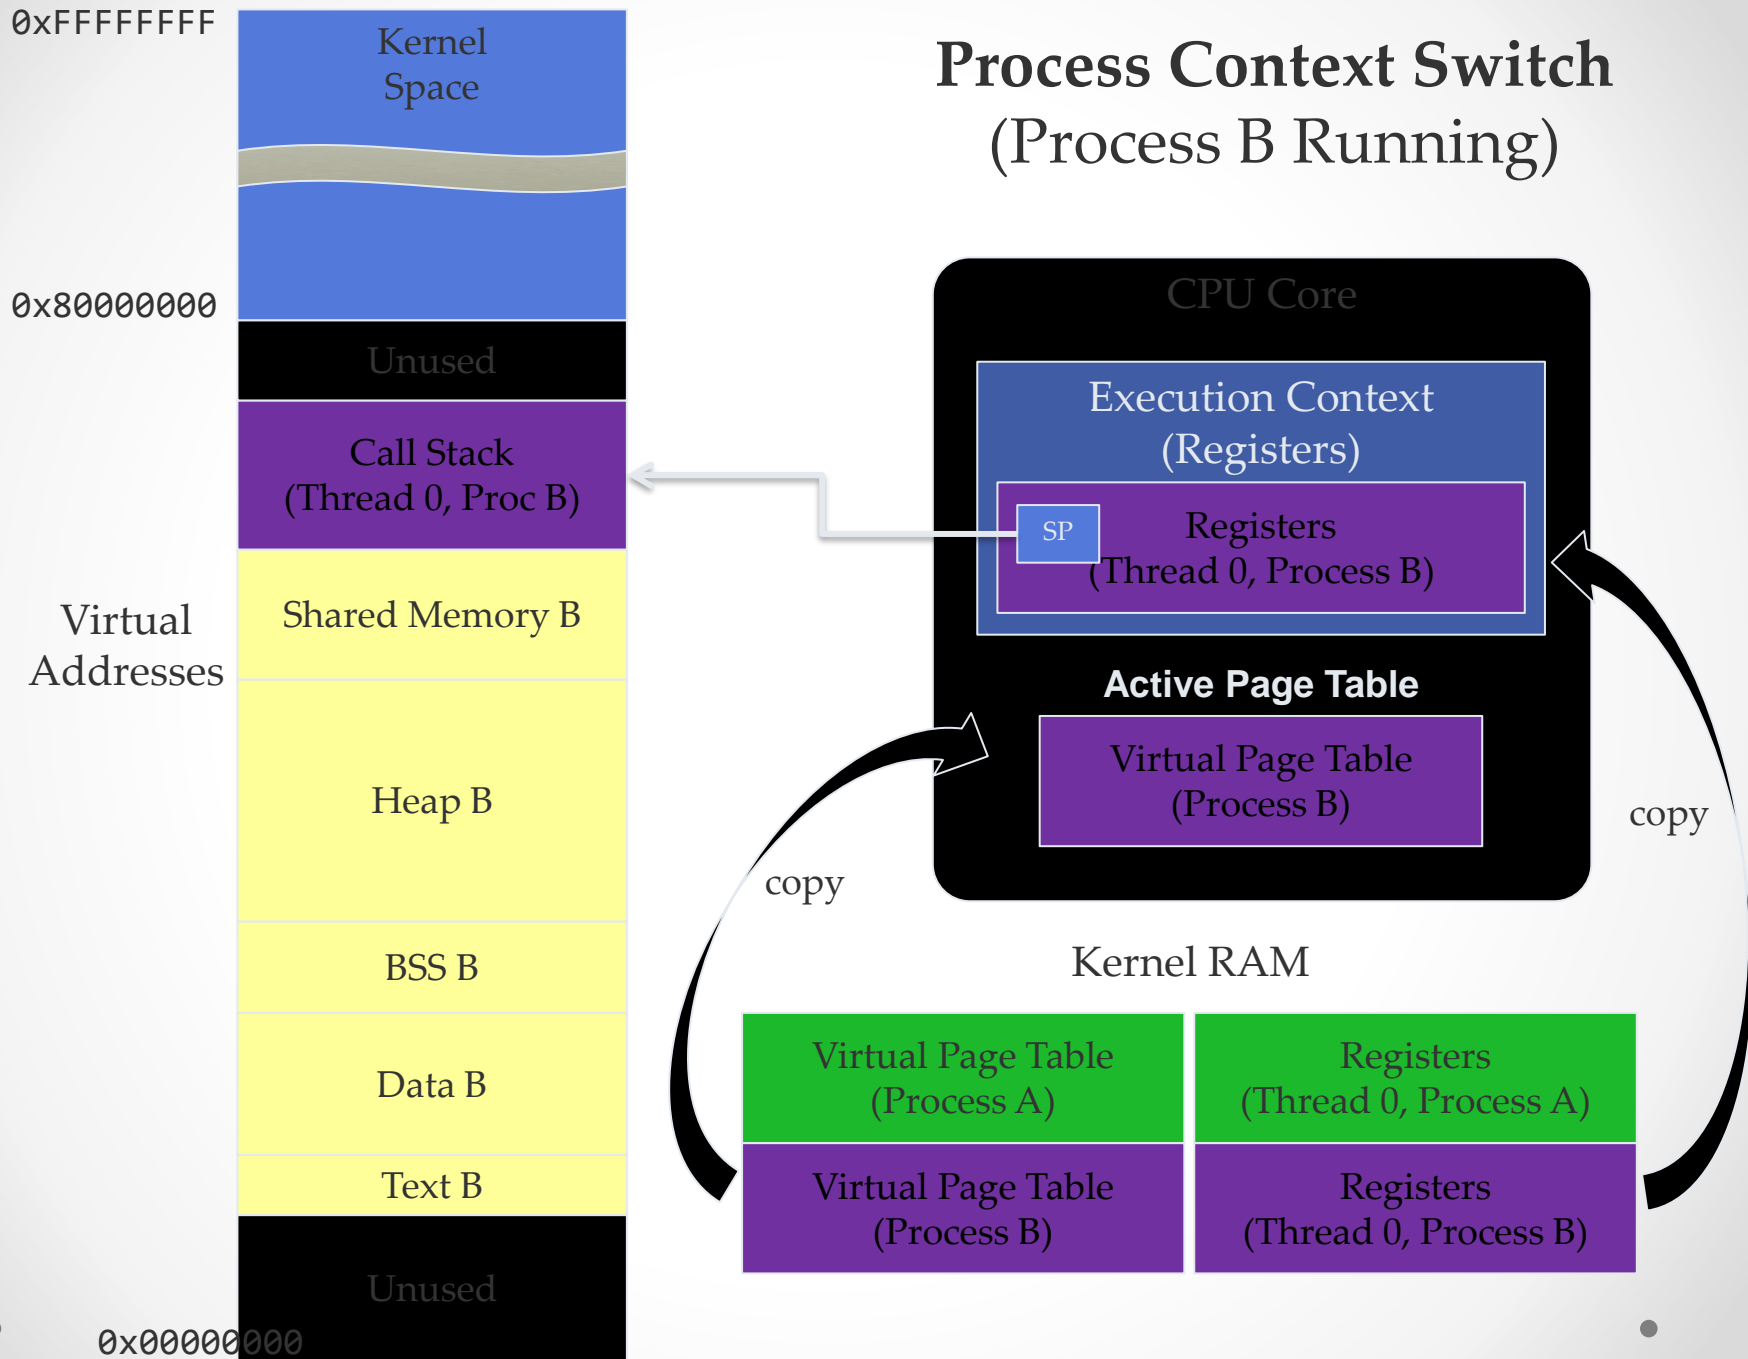 Process Context Switch
(Process B Running)
0xFFFFFFFF
Kernel
Space
0x80000000
Unused
Call Stack
(Thread 0, Proc B)
Shared Memory B
Virtual
Addresses
Heap B
BSS B
Data B
Text B
Unused
0x00000000
CPU Core
Execution Context
(Registers)
SP
Registers
(Thread 0, Process B)
Active Page Table
Virtual Page Table
(Process B)
copy
copy
Kernel RAM
Virtual Page Table
(Process A)
Registers
(Thread 0, Process A)
Virtual Page Table
(Process B)
Registers
(Thread 0, Process B)